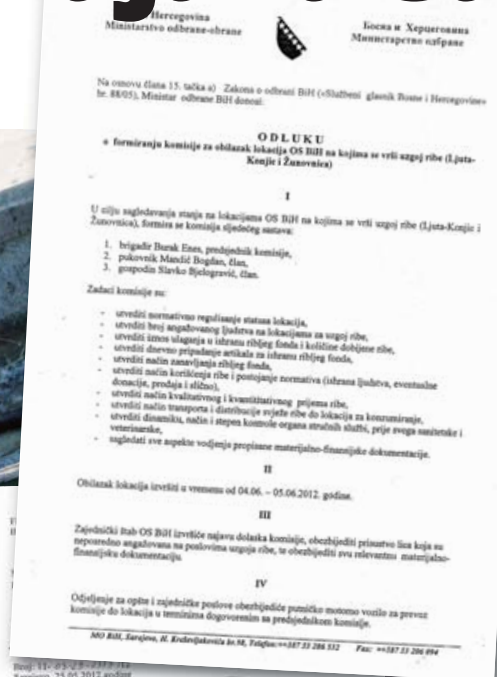 Hercegovina
Ministarstvo odbrane-obrane
Босна и Херцеговина
Министарство одбране
Na osnovu člana 15. tačka a) Zakona o odbrani BiH («Službeni glasnik Bosne i Hercegovine»
br. 88/05), Ministar odbrane BiH donosi:
ODLUKU
o formiranju komisije za obilazak lokacija OS BiH na kojima se vrši uzgoj ribe (Ljuta-
Konjic i Žunovnica)
I
U cilju sagledavanja stanja na lokacijama OS BiH na kojima se vrši uzgoj ribe (Ljuta-Konjic i
Žunovnica), formira se komisija sljedećeg sastava:
1. brigadir Burak Enes, predsjednik komisije,
2. pukovnik Mandić Bogdan, član,
3. gospodin Slavko Bjelogravić, član.
Zadaci komisije su:
- utvrditi normativno regulisanje statusa lokacija,
- utvrditi broj angažovanog ljudstva na lokacijama za uzgoj ribe,
- utvrditi iznos ulaganja u ishranu ribljeg fonda i količine dobijene ribe,
- utvrditi dnevno pripadanje artikala za ishranu ribljeg fonda,
- utvrditi način zanavljanja ribljeg fonda,
- utvrditi način korišćenja ribe i postojanje normativa (ishrana ljudstva, eventualne
donacije, prodaja i slično),
- utvrditi način kvalitativnog i kvantitativnog prijema ribe,
- utvrditi način transporta i distribucije svježe ribe do lokacija za konzumiranje,
- utvrditi dinamiku, način i stepen kontrole organa stručnih službi, prije svega sanitetske i
veterinarske,
- sagledati sve aspekte vodjenja propisane materijalno-finansijske dokumentacije.
II
Obilazak lokacija izvršiti u vremenu od 04.06. – 05.06.2012. godine.
III
Zajednički štab OS BiH izvršiće najavu dolaska komisije, obezbijediti prisustvo lica koja su
neposredno angažovana na poslovima uzgoja ribe, te obezbijediti svu relevantnu materijalno-
finansijsku dokumentaciju.
IV
Odjeljenje za opšte i zajedničke poslove obezbijediće putničko motorno vozilo za prevoz
komisije do lokacija u terminima dogovorenim sa predsjednikom komisije.
MO BiH, Sarajevo, H. Kreševljakovića br.98, Telefon:++387 33 286 532 Fax: ++387 33 286 094
Broj: 11-
Sarajevo, 25.05.2012.godine